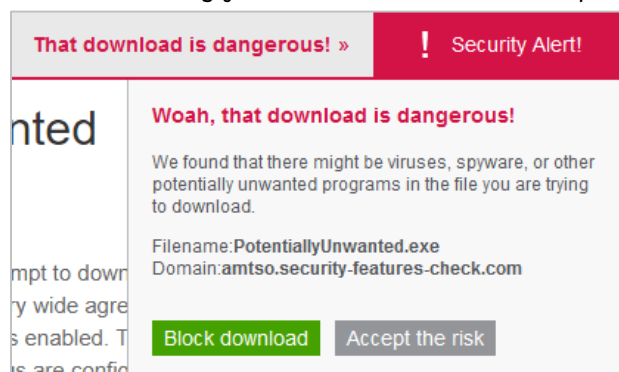 That download is dangerous! »
! Security Alert!
Woah, that download is dangerous!
nted
We found that there might be viruses, spyware, or other
potentially unwanted programs in the file you are trying
to download.
Filename:PotentiallyUnwanted.exe
mpt to down
Domain:amtso.security-features-check.com
ry wide agre
s enabled. T
Block download
Accept the risk